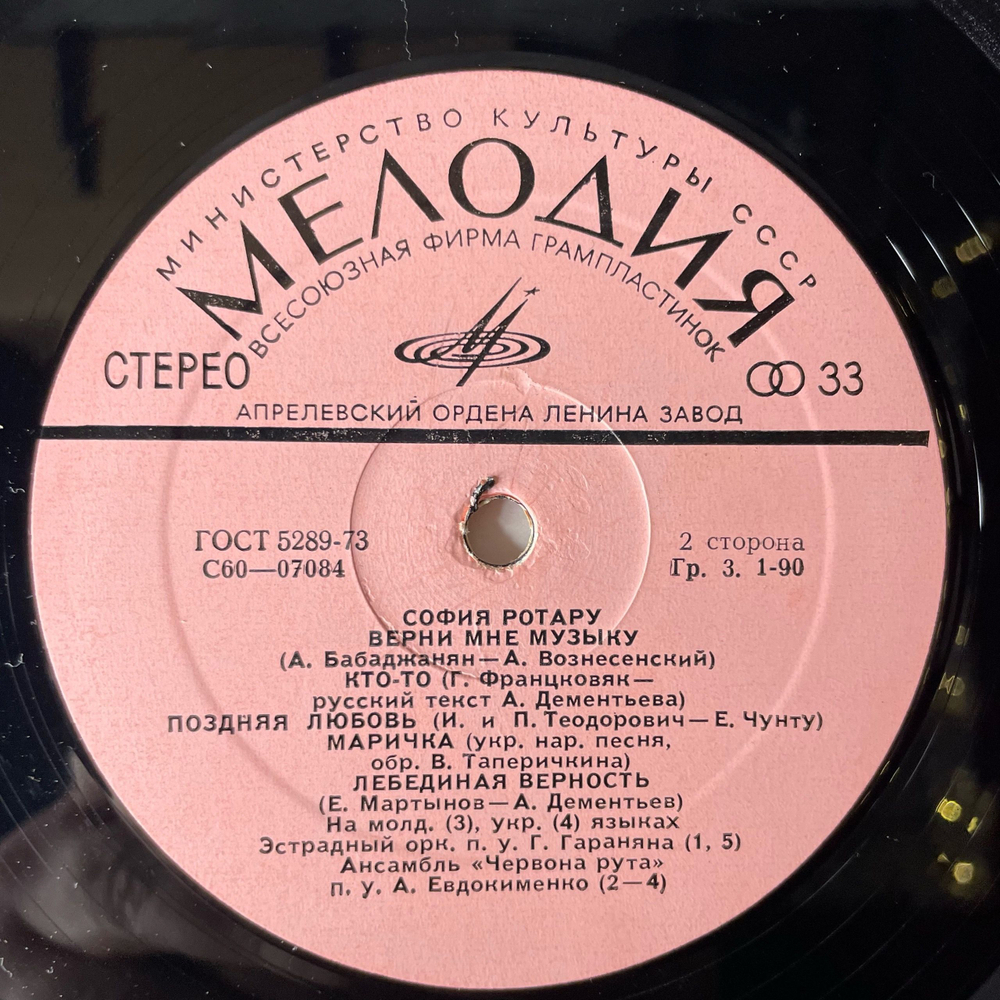 МИНИСТЕРСТВО КУЛЬТУРЫ СССР
МЕЛОДИЯ
ВСЕСОЮЗНАЯ ФИРМА ГРАМПЛАСТИНОК
СТЕРЕО
33
АПРЕЛЕВСКИЙ ОРДЕНА ЛЕНИНА ЗАВОД
ГОСТ 5289-73
С60—07084
2 сторона
Гр. 3. 1-90
СОФИЯ РОТАРУ
ВЕРНИ МНЕ МУЗЫКУ
(А. Бабаджанян—А. Вознесенский)
КТО-ТО (Г. Францковяк—
русский текст А. Дементьева)
ПОЗДНЯЯ ЛЮБОВЬ (И. и П. Теодорович—Е. Чунту)
МАРИЧКА (укр. нар. песня,
обр. В. Таперичкина)
ЛЕБЕДИНАЯ ВЕРНОСТЬ
(Е. Мартынов—А. Дементьев)
На молд. (3), укр. (4) языках
Эстрадный орк. п. у. Г. Гараняна (1, 5)
Ансамбль «Червона рута»
п. у. А. Евдокименко (2—4)